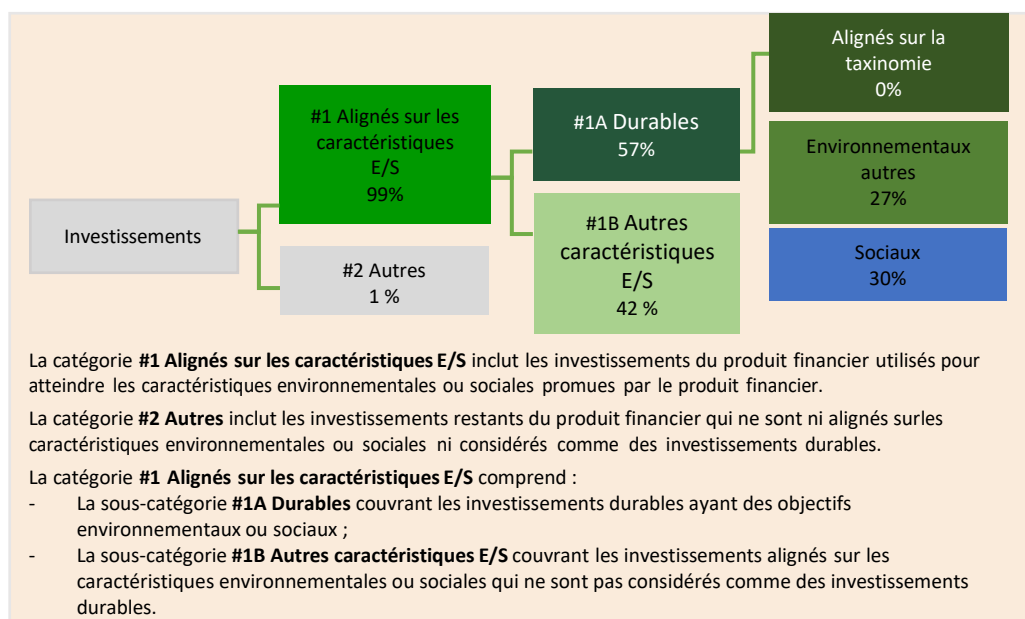 Alignés sur la
taxinomie
0%
#1 Alignés sur les
caractéristiques
E/S
99%
#1A Durables
57%
Environnementaux
autres
27%
Investissements
#1B Autres
caractéristiques
E/S
42 %
Sociaux
30%
#2 Autres
1 %
La catégorie #1 Alignés sur les caractéristiques E/S inclut les investissements du produit financier utilisés pour
atteindre les caractéristiques environnementales ou sociales promues par le produit financier.
La catégorie #2 Autres inclut les investissements restants du produit financier qui ne sont ni alignés surles
caractéristiques environnementales ou sociales ni considérés comme des investissements durables.
La catégorie #1 Alignés sur les caractéristiques E/S comprend :
- La sous-catégorie #1A Durables couvrant les investissements durables ayant des objectifs
environnementaux ou sociaux ;
- La sous-catégorie #1B Autres caractéristiques E/S couvrant les investissements alignés sur les
caractéristiques environnementales ou sociales qui ne sont pas considérés comme des investissements
durables.